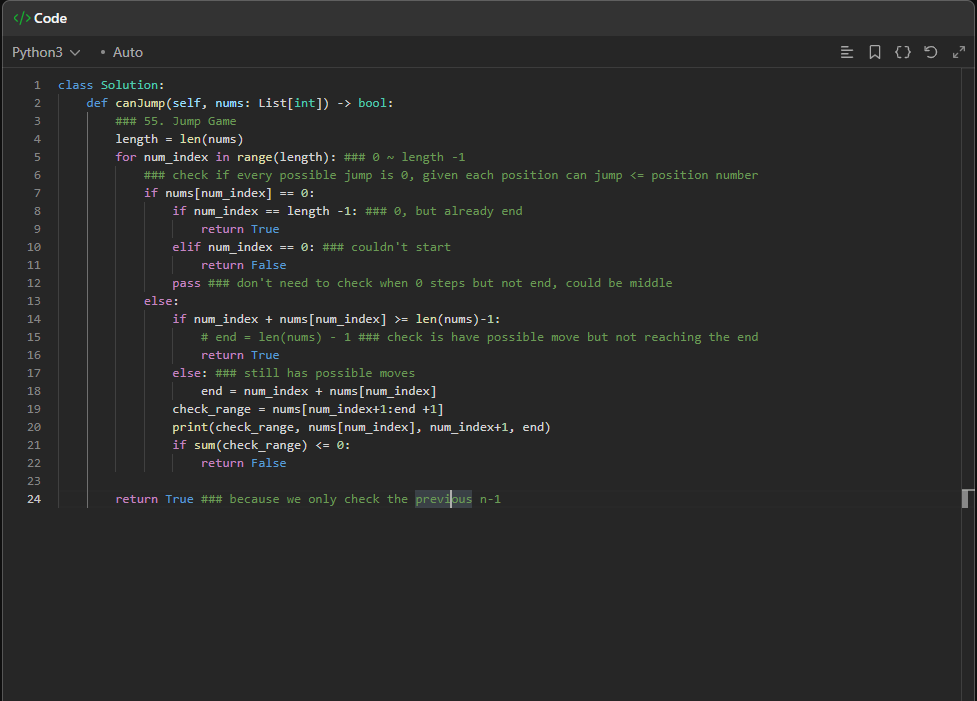 </> Code
Python3 • Auto
1 class Solution:
2     def canJump(self, nums: List[int]) -> bool:
3         ### 55. Jump Game
4         length = len(nums)
5         for num_index in range(length): ### 0 ~ length -1
6             ### check if every possible jump is 0, given each position can jump <= position number
7             if nums[num_index] == 0:
8                 if num_index == length -1: ### 0, but already end
9                     return True
10                 elif num_index == 0: ### couldn't start
11                     return False
12                 pass ### don't need to check when 0 steps but not end, could be middle
13             else:
14                 if num_index + nums[num_index] >= len(nums)-1:
15                     # end = len(nums) - 1 ### check is have possible move but not reaching the end
16                     return True
17                 else: ### still has possible moves
18                     end = num_index + nums[num_index]
19                 check_range = nums[num_index+1:end +1]
20                 print(check_range, nums[num_index], num_index+1, end)
21                 if sum(check_range) <= 0:
22                     return False
23
24         return True ### because we only check the previous n-1